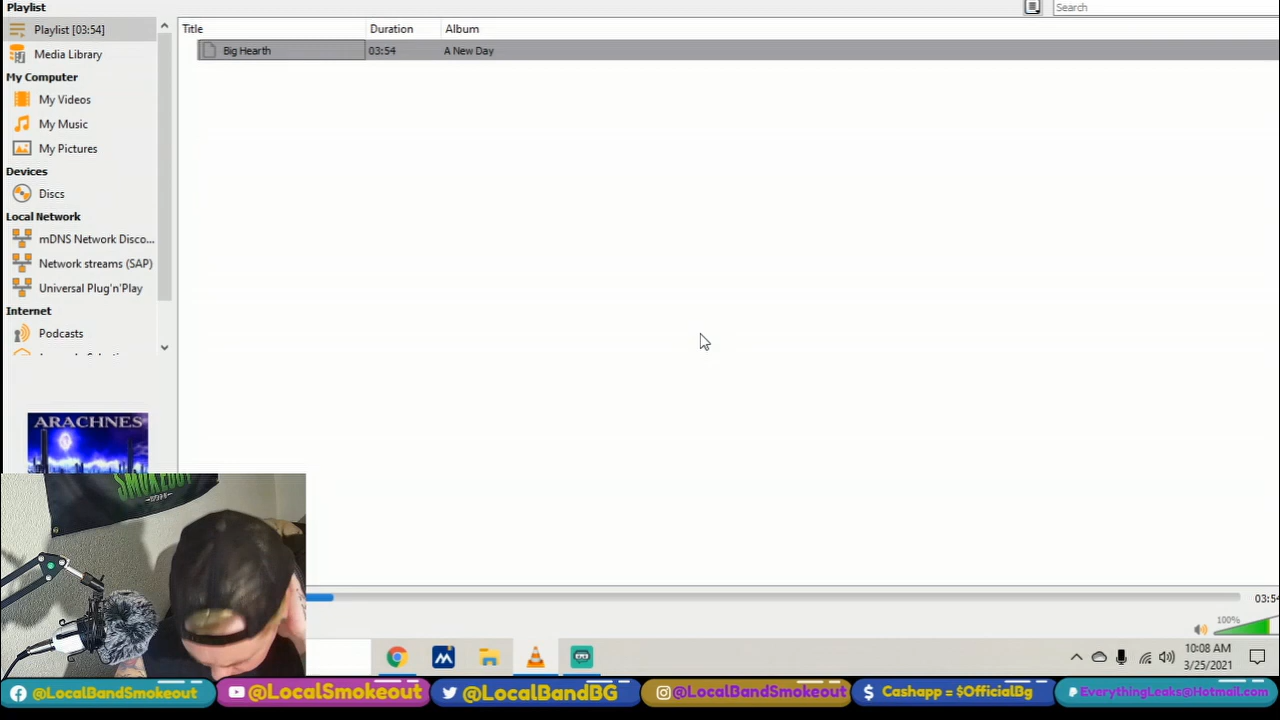 Playlist
Search
Playlist [03:54]
Title
Duration
Album
Big Hearth
03:54
A New Day
Media Library
My Computer
My Videos
My Music
My Pictures
Devices
Discs
Local Network
mDNS Network Disco...
Network streams (SAP)
Universal Plug'n'Play
Internet
Podcasts
ARACHNES
SMOKEOUT
03:54
100%
10:08 AM
3/25/2021
@LocalBandSmokeout
@LocalSmokeout
@LocalBandBG
@LocalBandSmokeout
Cashapp = $OfficialBg
EverythingLeaks@Hotmail.com